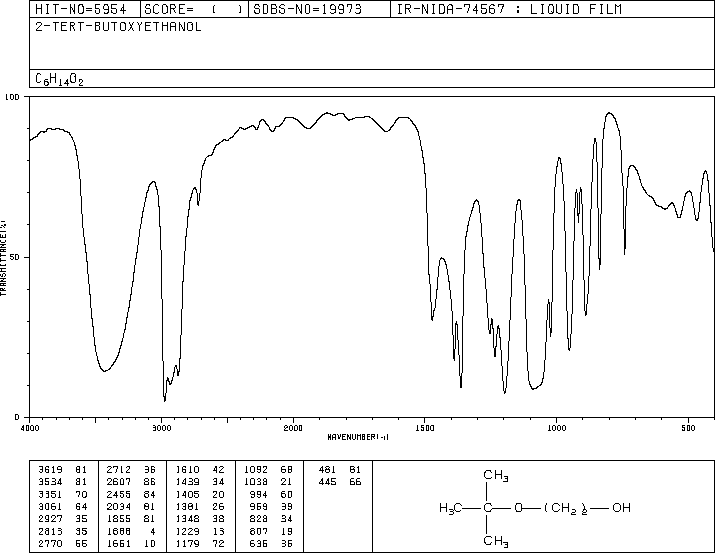 HIT-NO=5954 SCORE= ( ) SDBS-NO=19973 IR-NIDA-74567 : LIQUID FILM
2-TERT-BUTOXYETHANOL
C6H14O2
100
TRANSMITTANCE(%)
50
0
4000 3000 2000 1500 1000 500
WAVENUMBER(-1)
3619 81 2712 36 1610 42 1092 68 481 81
3534 81 2607 86 1439 34 1038 21 445 66
3351 70 2455 84 1405 20 994 60
3061 64 2034 81 1381 26 969 39
2927 35 1855 81 1348 38 828 34
2813 35 1688 4 1229 13 807 19
2770 66 1661 10 1179 72 636 36
CH3
H3C C O (CH2)2 OH
CH3